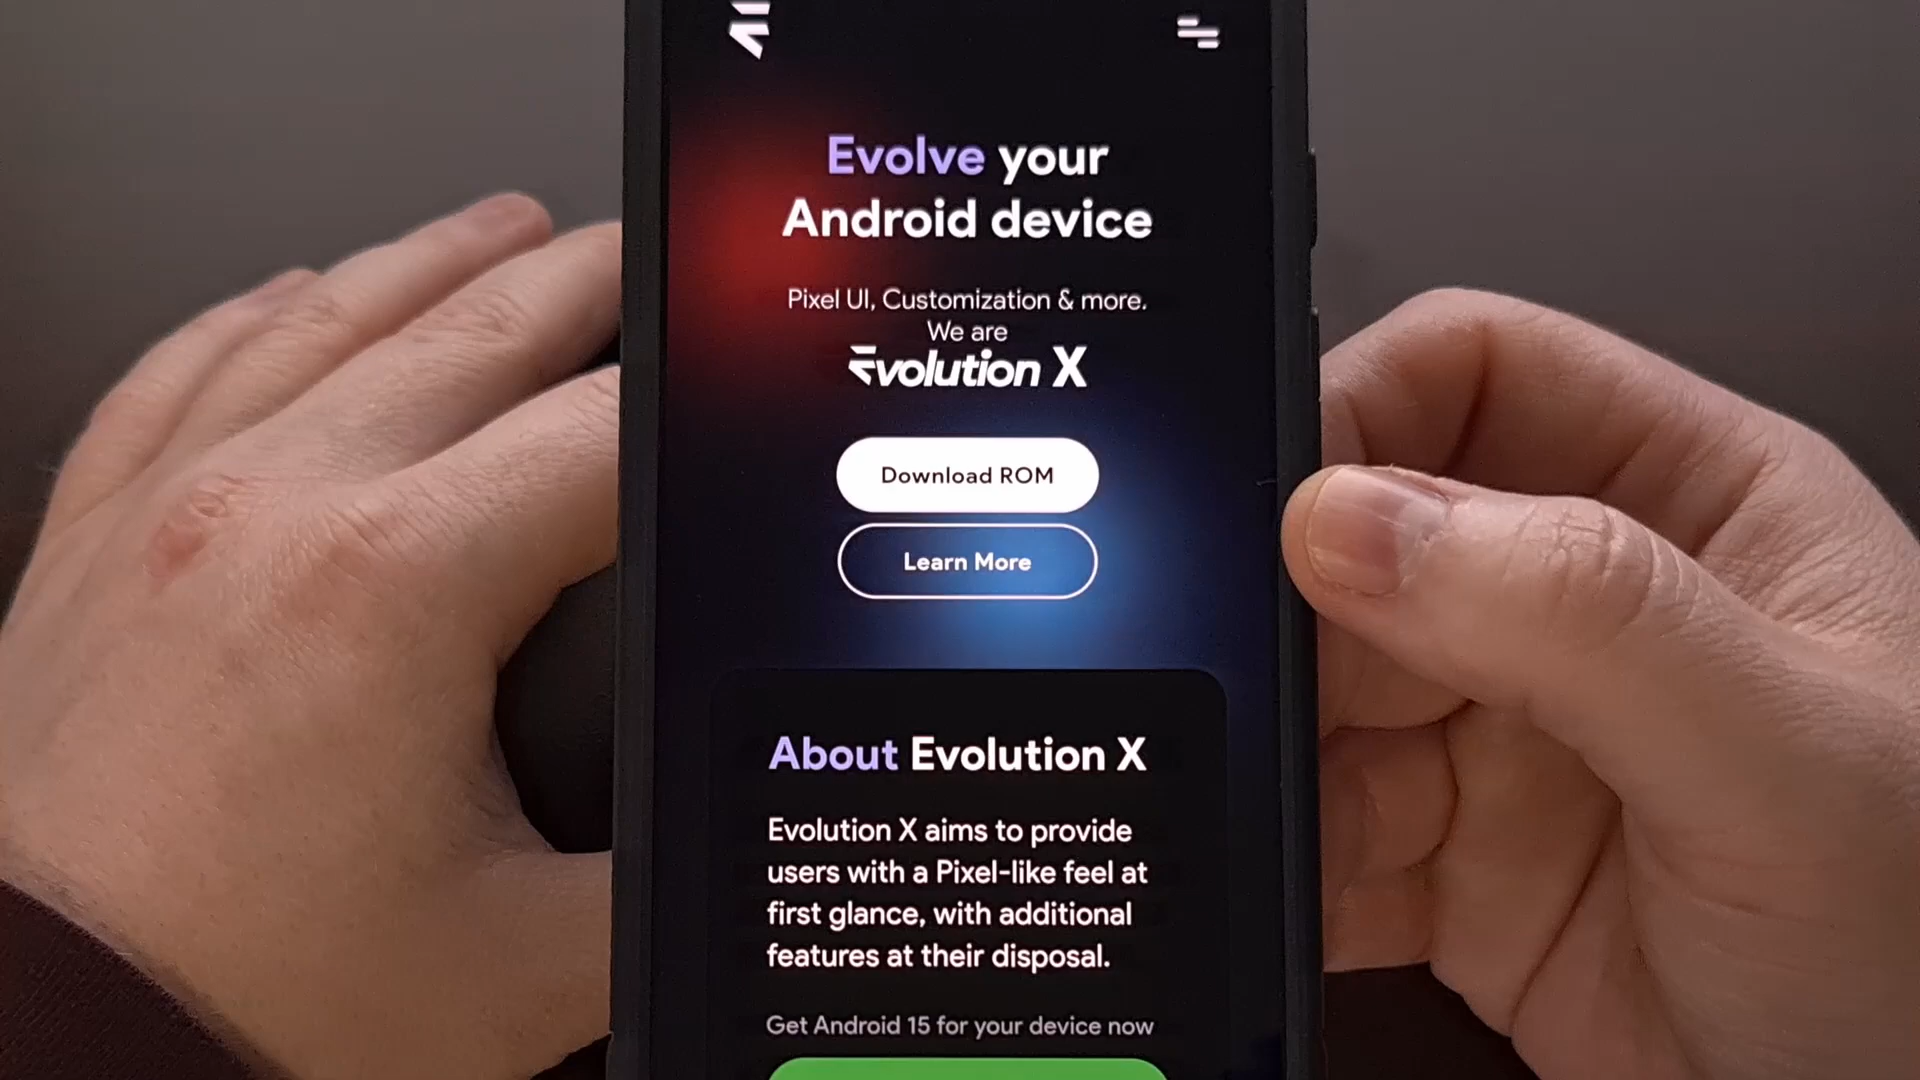 Evolve your
Android device
Pixel UI, Customization & more.
We are
Evolution X
Download ROM
Learn More
About Evolution X
Evolution X aims to provide
users with a Pixel-like feel at
first glance, with additional
features at their disposal.
Get Android 15 for your device now